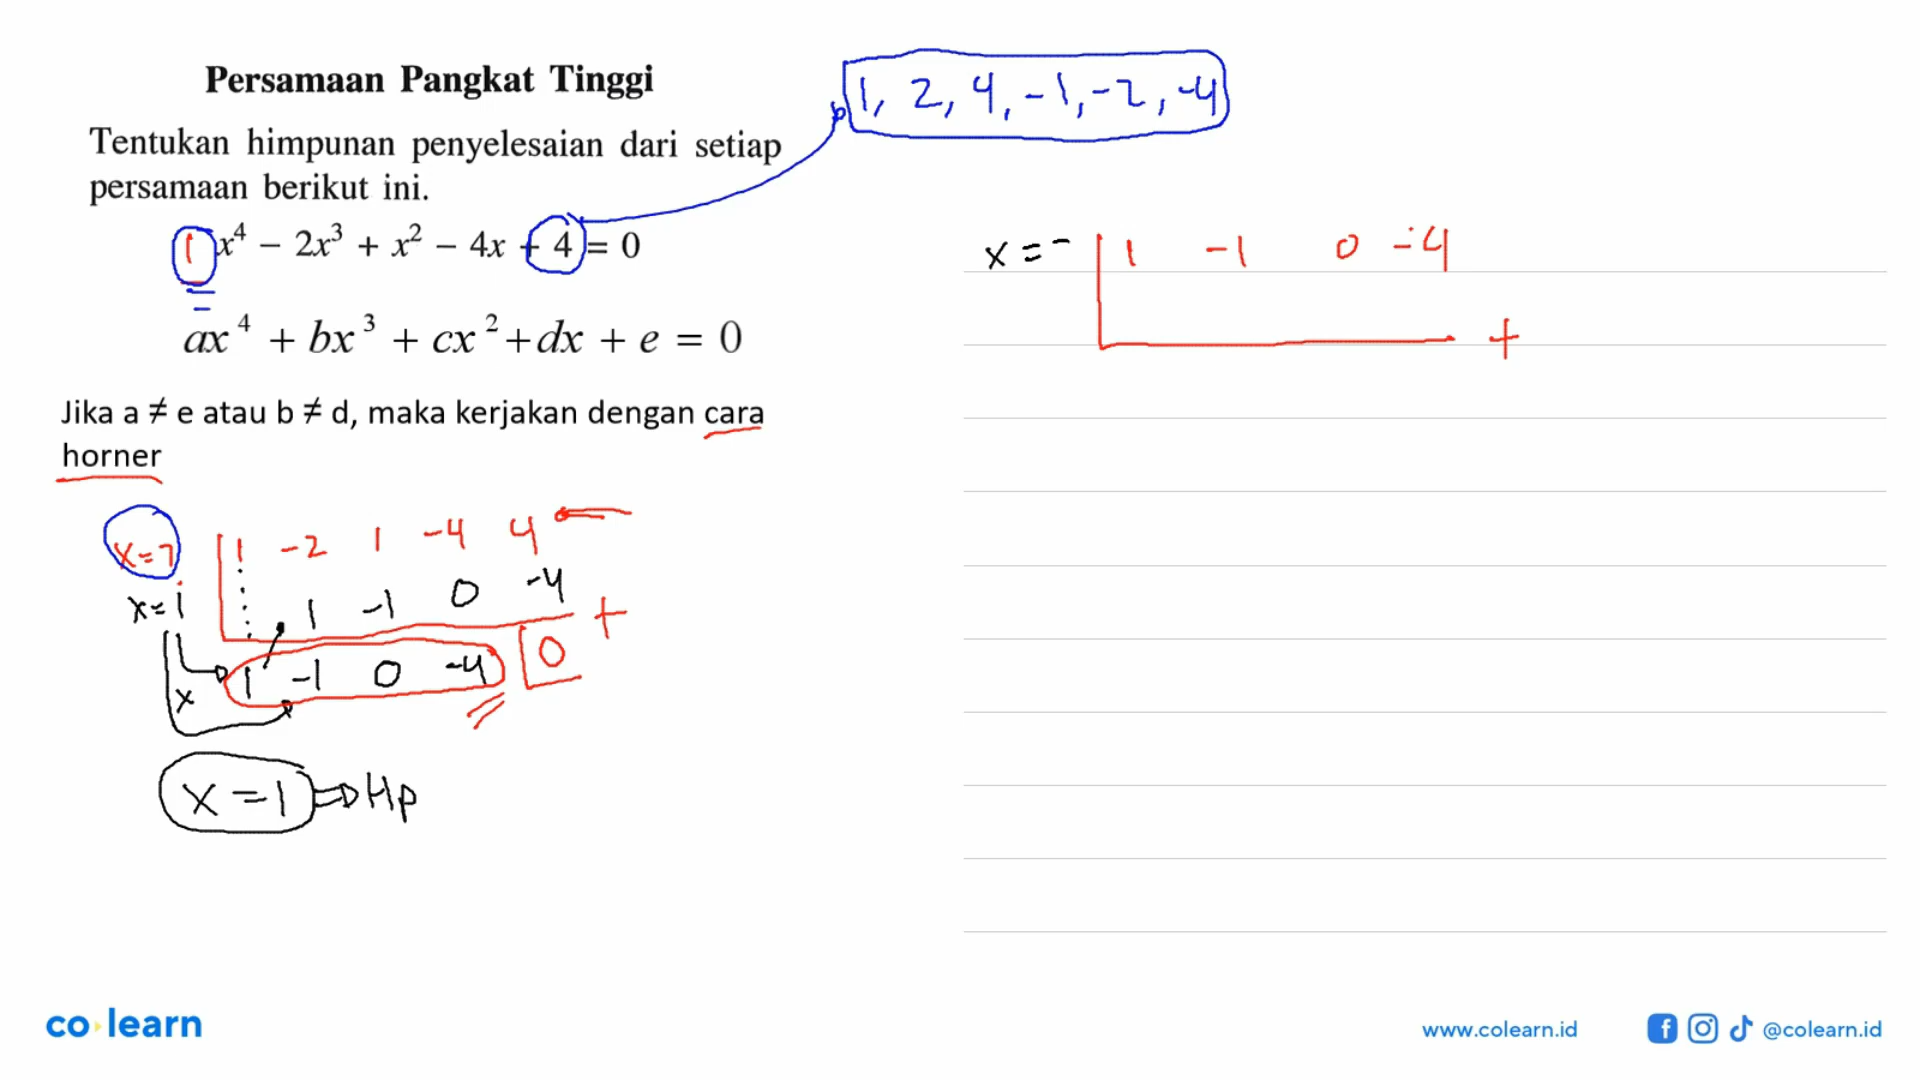 Persamaan Pangkat Tinggi
1, 2, 4, -1, -2, -4
Tentukan himpunan penyelesaian dari setiap
persamaan berikut ini.
1x⁴ − 2x³ + x² − 4x + 4 = 0
ax⁴ + bx³ + cx² + dx + e = 0
Jika a ≠ e atau b ≠ d, maka kerjakan dengan cara
horner
x = - | 1 -1 0 -4
+
x=? | 1 -2 1 -4 4
x=1 1 -1 0 -4 +
x 1 -1 0 -4 0
x = 1 ⇒ Hp
co learn
www.colearn.id
@colearn.id